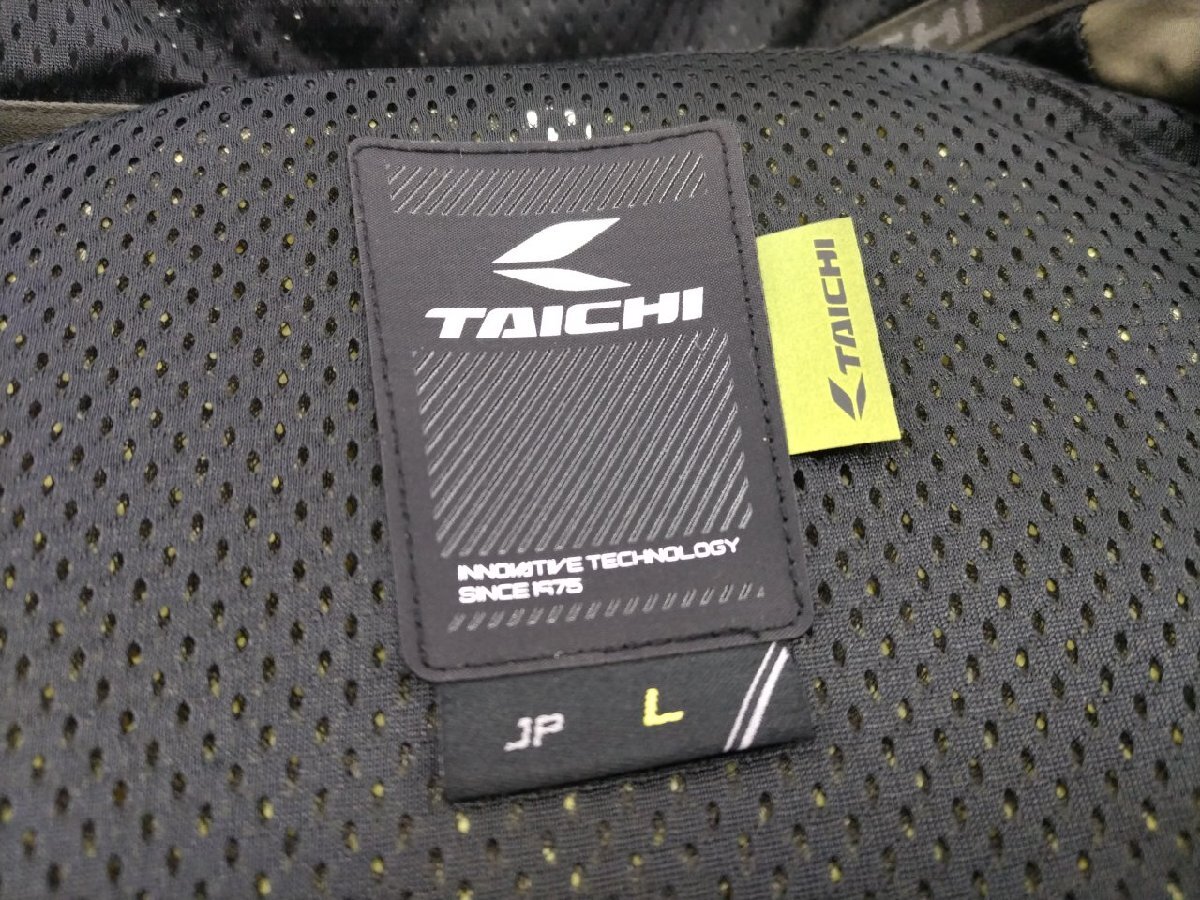 TAICHI
TAICHI
INNOVATIVE TECHNOLOGY
SINCE 1975
JP L